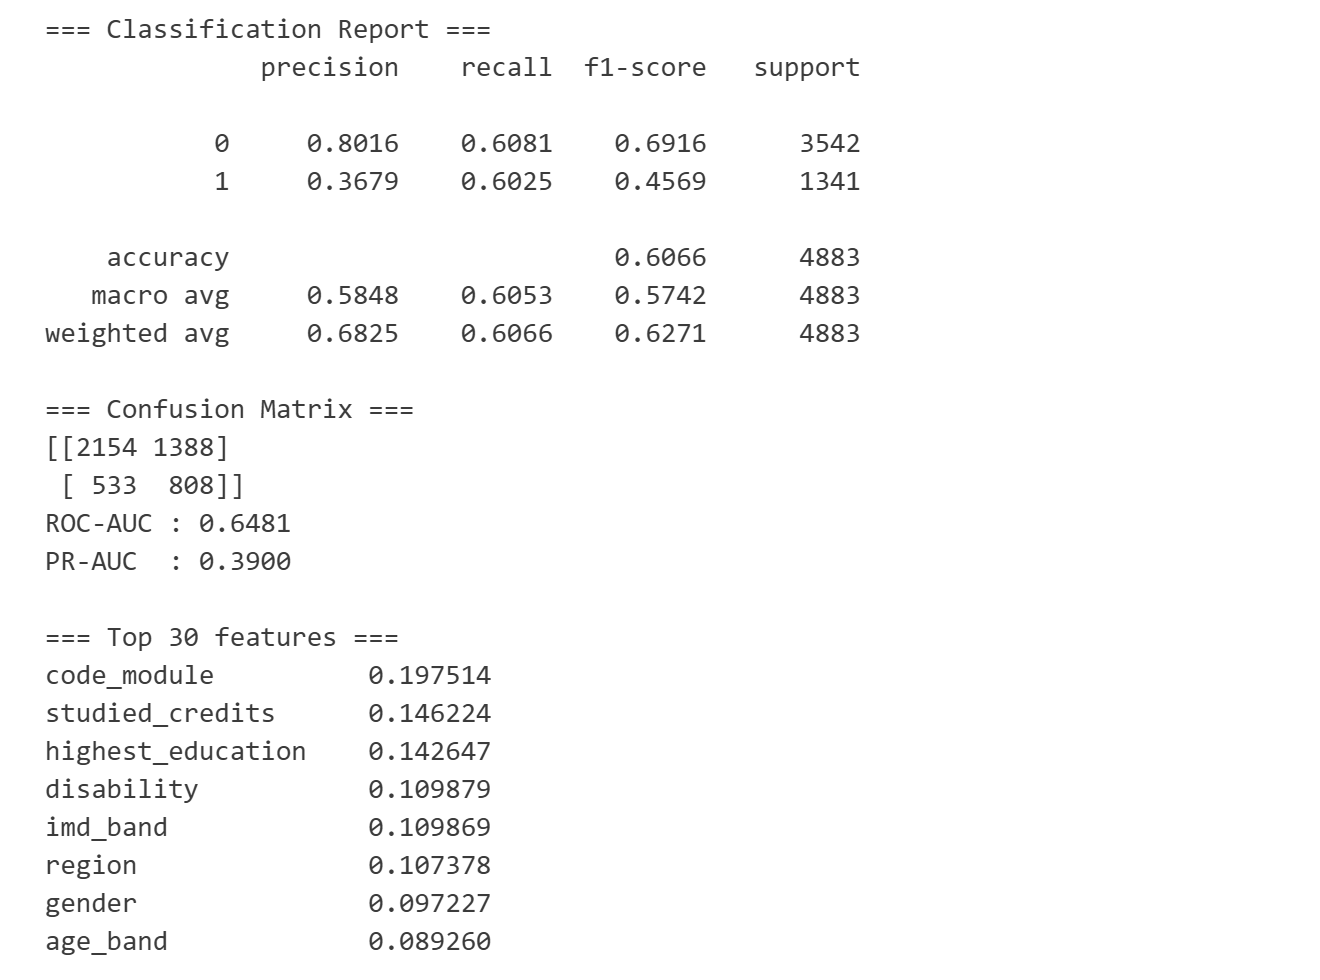 === Classification Report ===
              precision    recall  f1-score   support

           0     0.8016    0.6081    0.6916      3542
           1     0.3679    0.6025    0.4569      1341

    accuracy                         0.6066      4883
   macro avg     0.5848    0.6053    0.5742      4883
weighted avg     0.6825    0.6066    0.6271      4883

=== Confusion Matrix ===
[[2154 1388]
 [ 533  808]]
ROC-AUC : 0.6481
PR-AUC  : 0.3900

=== Top 30 features ===
code_module          0.197514
studied_credits      0.146224
highest_education    0.142647
disability           0.109879
imd_band             0.109869
region               0.107378
gender               0.097227
age_band             0.089260